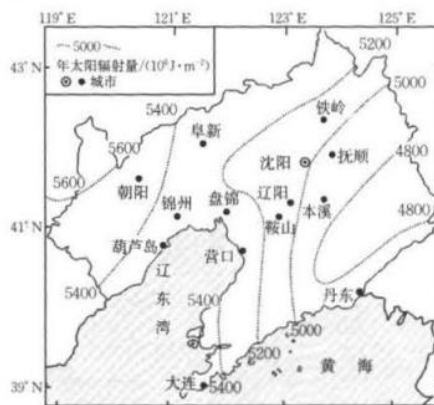 119°E
121°E
123°E
125°E
43°N
5000
年太阳辐射量/(10⁶J·m⁻²)
城市
5200
5400
5000
铁岭
阜新
5600
沈阳
抚顺
4800
5600
朝阳
盘锦
辽阳
锦州
本溪
41°N
鞍山
4800
葫芦岛
营口
辽
5400
丹东
东
5400
湾
5000
5200
黄海
39°N
大连
5400